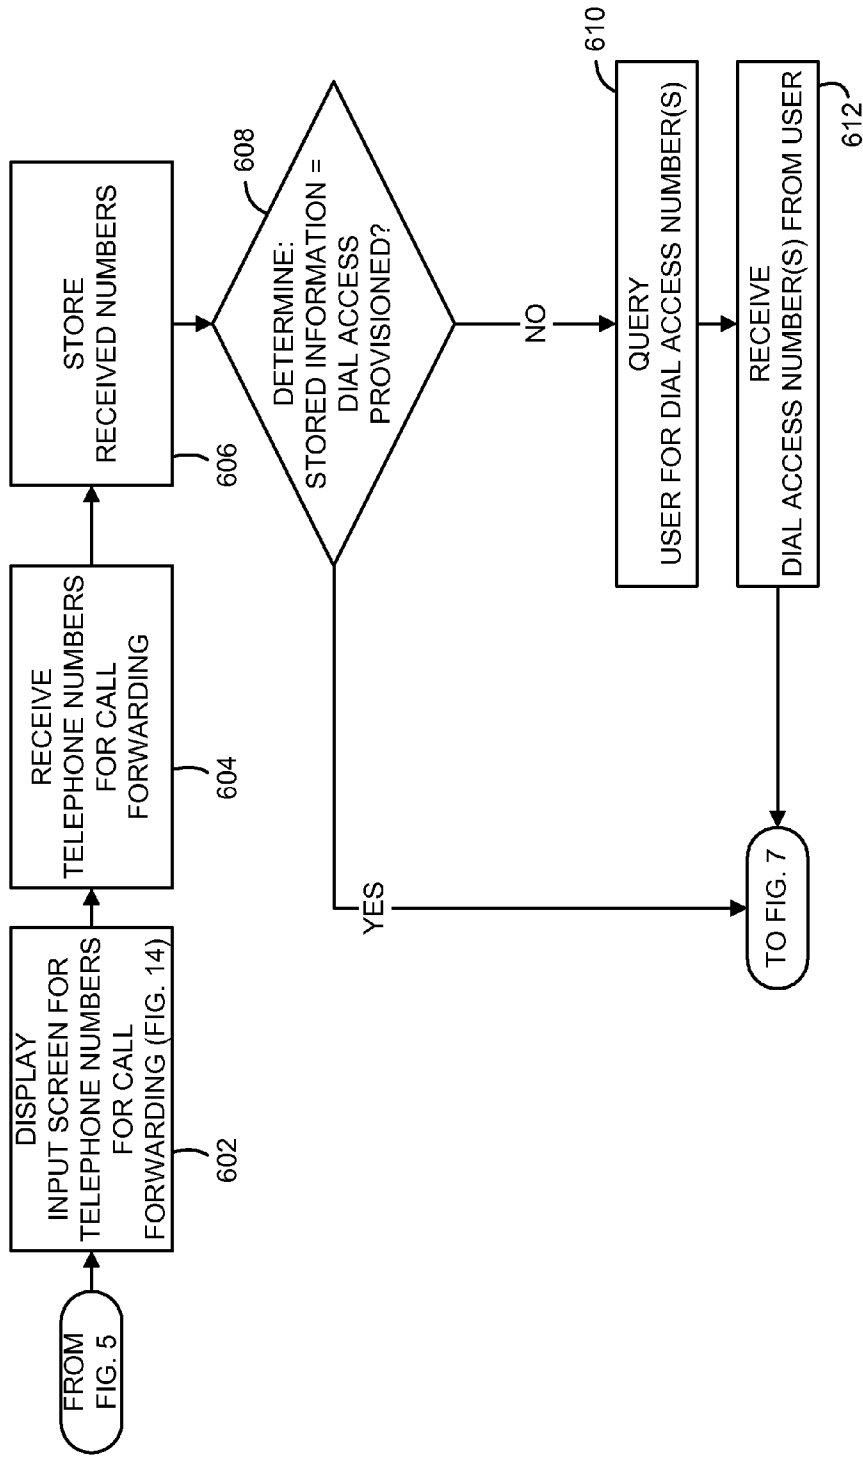 FROM
FIG. 5
DISPLAY
INPUT SCREEN FOR
TELEPHONE NUMBERS
FOR CALL
FORWARDING (FIG. 14)
602
RECEIVE
TELEPHONE NUMBERS
FOR CALL
FORWARDING
604
STORE
RECEIVED NUMBERS
606
DETERMINE:
STORED INFORMATION =
DIAL ACCESS
PROVISIONED?
608
YES
NO
QUERY
USER FOR DIAL ACCESS NUMBER(S)
610
RECEIVE
DIAL ACCESS NUMBER(S) FROM USER
612
TO FIG. 7